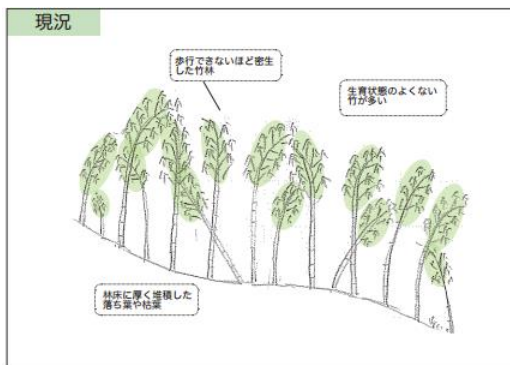 現況
歩行できないほど密生
した竹林
生育状態のよくない
竹が多い
林床に厚く堆積した
落ち葉や枯葉